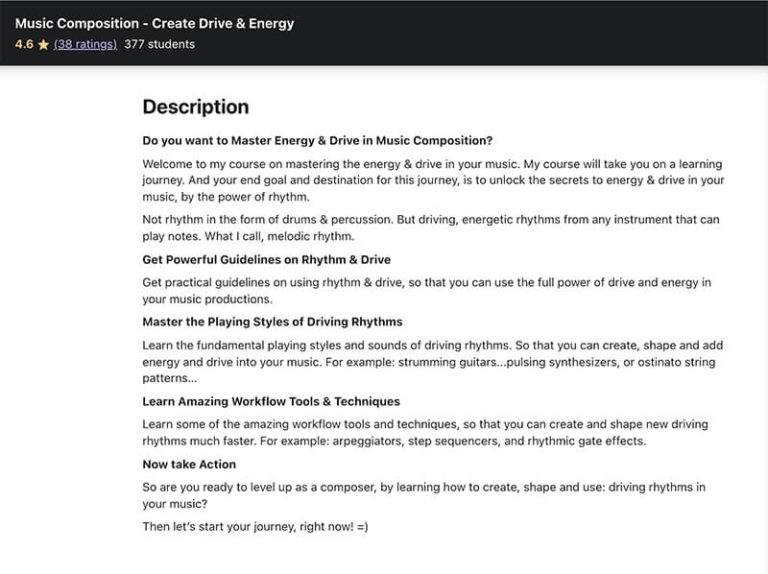 Music Composition - Create Drive & Energy
4.6 ★ (38 ratings) 377 students
Description
Do you want to Master Energy & Drive in Music Composition?
Welcome to my course on mastering the energy & drive in your music. My course will take you on a learning
journey. And your end goal and destination for this journey, is to unlock the secrets to energy & drive in your
music, by the power of rhythm.
Not rhythm in the form of drums & percussion. But driving, energetic rhythms from any instrument that can
play notes. What I call, melodic rhythm.
Get Powerful Guidelines on Rhythm & Drive
Get practical guidelines on using rhythm & drive, so that you can use the full power of drive and energy in
your music productions.
Master the Playing Styles of Driving Rhythms
Learn the fundamental playing styles and sounds of driving rhythms. So that you can create, shape and add
energy and drive into your music. For example: strumming guitars...pulsing synthesizers, or ostinato string
patterns...
Learn Amazing Workflow Tools & Techniques
Learn some of the amazing workflow tools and techniques, so that you can create and shape new driving
rhythms much faster. For example: arpeggiators, step sequencers, and rhythmic gate effects.
Now take Action
So are you ready to level up as a composer, by learning how to create, shape and use: driving rhythms in
your music?
Then let's start your journey, right now! =)